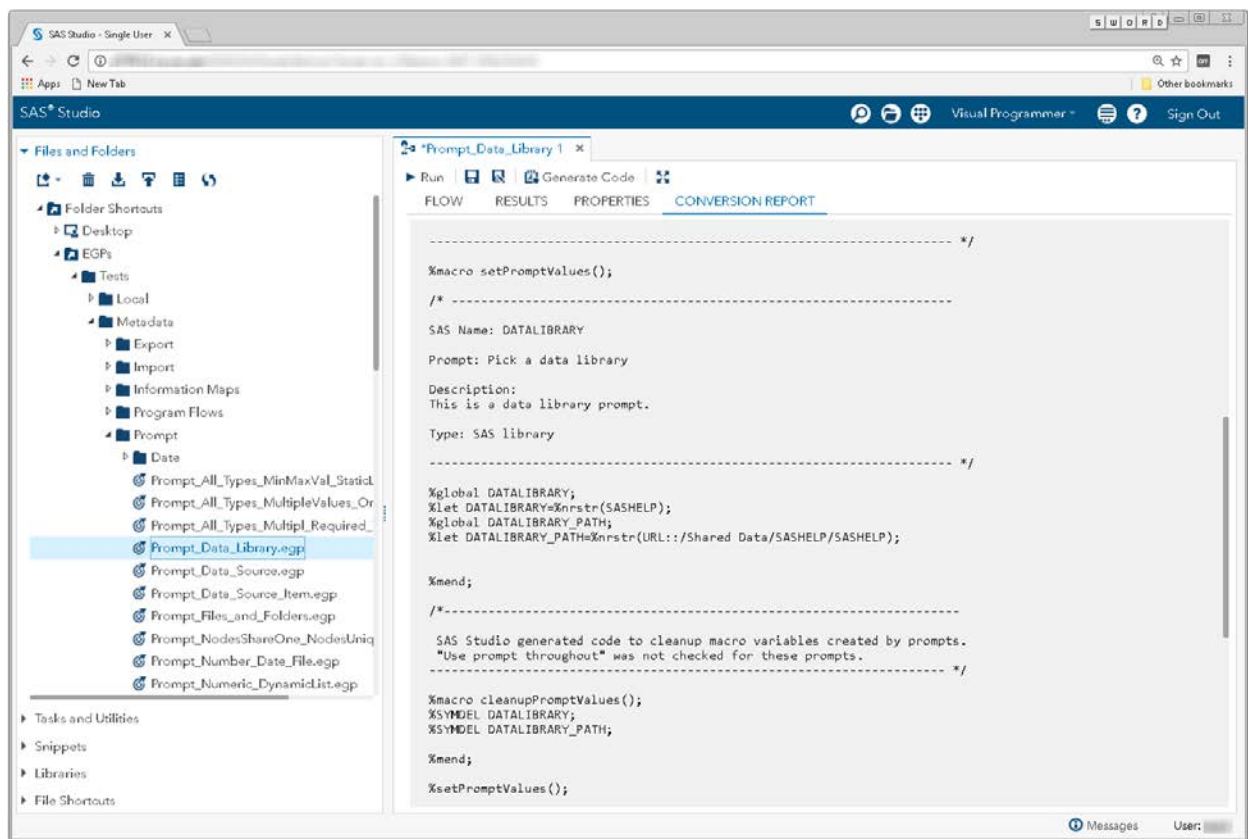 SAS Studio - Single User
S W O R D
Apps New Tab
Other bookmarks
SAS® Studio
Visual Programmer
Sign Out
Files and Folders
Folder Shortcuts
Desktop
EGPs
Tests
Local
Metadata
Export
Import
Information Maps
Program Flows
Prompt
Date
Prompt_All_Types_MinMaxVal_StaticL
Prompt_All_Types_MultipleValues_Or
Prompt_All_Types_Multipl_Required_
Prompt_Data_Library.egp
Prompt_Data_Source.egp
Prompt_Data_Source_Item.egp
Prompt_Files_and_Folders.egp
Prompt_NodesShareOne_NodesUniq
Prompt_Number_Date_File.egp
Prompt_Numeric_DynamicList.egp
Tasks and Utilities
Snippets
Libraries
File Shortcuts
*Prompt_Data_Library 1
Run Generate Code
FLOW RESULTS PROPERTIES CONVERSION REPORT
---------------------------------------------------------------------- */
%macro setPromptValues();
/* -------------------------------------------------------------------
SAS Name: DATALIBRARY
Prompt: Pick a data library
Description:
This is a data library prompt.
Type: SAS library
---------------------------------------------------------------------- */
%global DATALIBRARY;
%let DATALIBRARY=%nrstr(SASHELP);
%global DATALIBRARY_PATH;
%let DATALIBRARY_PATH=%nrstr(URL::/Shared Data/SASHELP/SASHELP);
%mend;
/*---------------------------------------------------------------------
SAS Studio generated code to cleanup macro variables created by prompts.
"Use prompt throughout" was not checked for these prompts.
--------------------------------------------------------------------- */
%macro cleanupPromptValues();
%SYMDEL DATALIBRARY;
%SYMDEL DATALIBRARY_PATH;
%mend;
%setPromptValues();
Messages User: